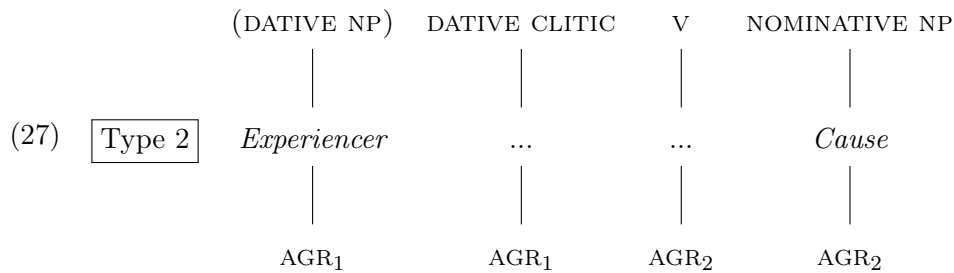 (DATIVE NP) DATIVE CLITIC V NOMINATIVE NP
(27) Type 2 Experiencer ... ... Cause
AGR₁ AGR₁ AGR₂ AGR₂